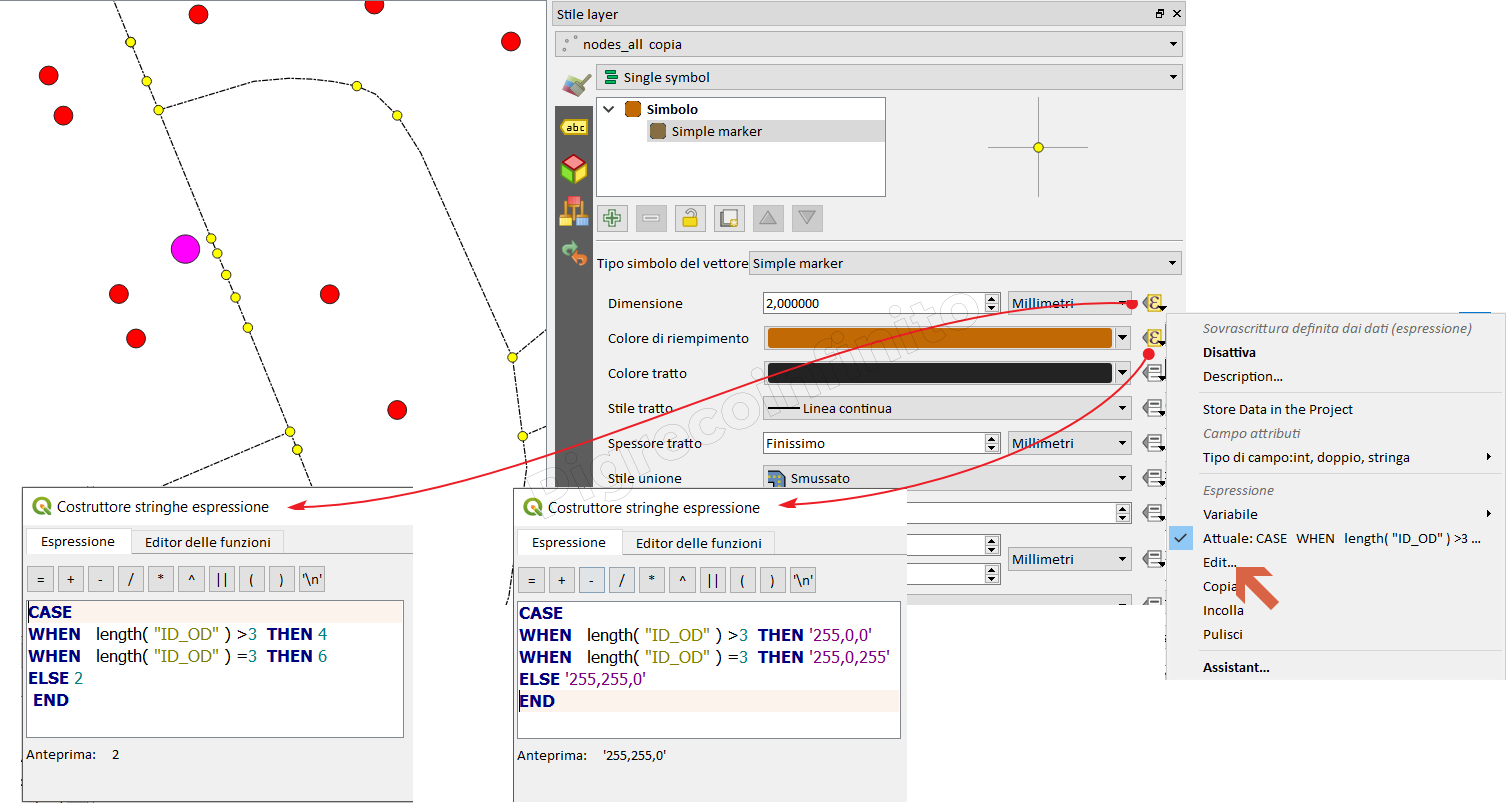 Stile layer
nodes_all copia
Single symbol
abc
Simbolo
Simple marker
Tipo simbolo del vettore Simple marker
Dimensione 2,000000 Millimetri
Colore di riempimento
Colore tratto
Stile tratto Linea continua
Spessore tratto Finissimo Millimetri
Stile unione Smussato
Millimetri
Pigrecoinfinito
Sovrascrittura definita dai dati (espressione)
Disattiva
Description...
Store Data in the Project
Campo attributi
Tipo di campo:int, doppio, stringa
Espressione
Variabile
Attuale: CASE WHEN length( "ID_OD" ) >3 ...
Edit...
Copia
Incolla
Pulisci
Assistant...
Costruttore stringhe espressione
Espressione Editor delle funzioni
= + - / * ^ || ( ) '\n'
CASE
WHEN length( "ID_OD" ) >3 THEN 4
WHEN length( "ID_OD" ) =3 THEN 6
ELSE 2
END
Anteprima: 2
Costruttore stringhe espressione
Espressione Editor delle funzioni
= + - / * ^ || ( ) '\n'
CASE
WHEN length( "ID_OD" ) >3 THEN '255,0,0'
WHEN length( "ID_OD" ) =3 THEN '255,0,255'
ELSE '255,255,0'
END
Anteprima: '255,255,0'